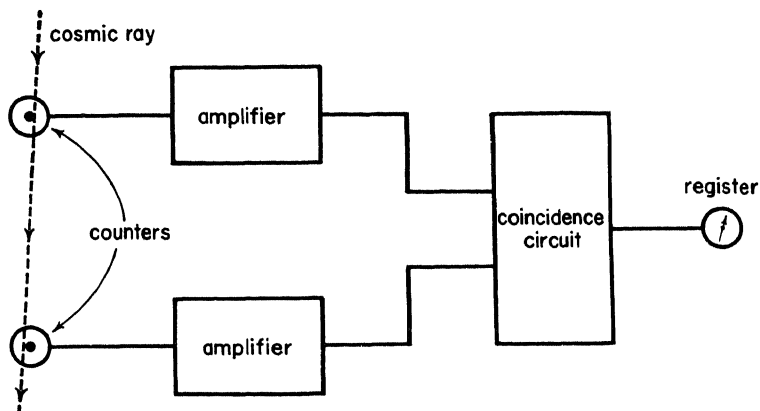 cosmic ray
amplifier
register
coincidence
circuit
counters
amplifier